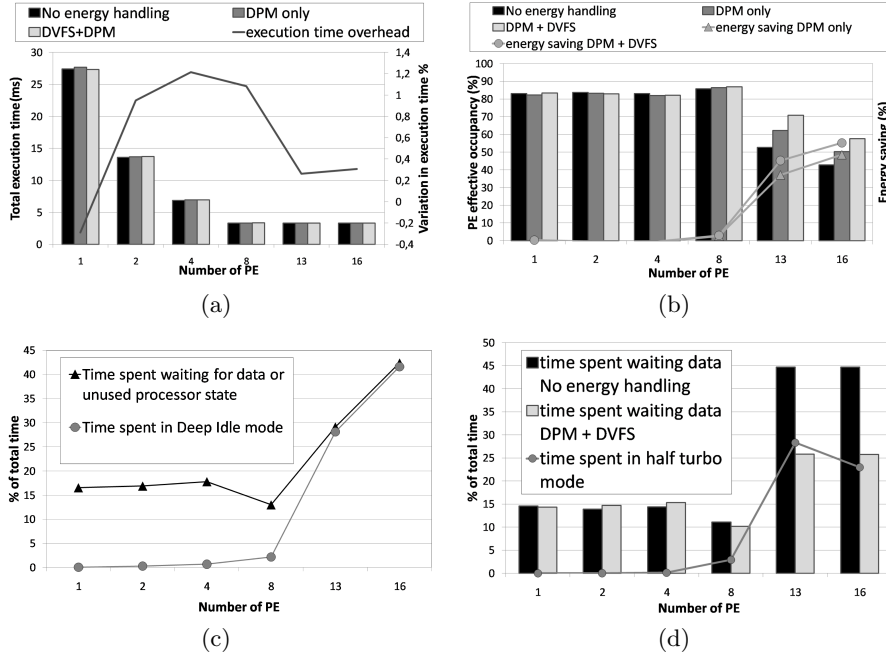 No energy handling
DPM only
DVFS+DPM
execution time overhead
Total execution time(ms)
30
25
20
15
10
5
0
1,4
1,2
1
0,8
0,6
0,4
0,2
0
-0,2
-0,4
Variation in execution time %
1 2 4 8 13 16
Number of PE
(a)
No energy handling
DPM only
DPM + DVFS
energy saving DPM only
energy saving DPM + DVFS
PE effective occupancy (%)
100
90
80
70
60
50
40
30
20
10
0
Energy saving (%)
1 2 4 8 13 16
Number of PE
(b)
% of total time
45
40
35
30
25
20
15
10
5
0
Time spent waiting for data or
unused processor state
Time spent in Deep Idle mode
1 2 4 8 13 16
Number of PE
(c)
% of total time
50
45
40
35
30
25
20
15
10
5
0
time spent waiting data
No energy handling
time spent waiting data
DPM + DVFS
time spent in half turbo
mode
1 2 4 8 13 16
Number of PE
(d)